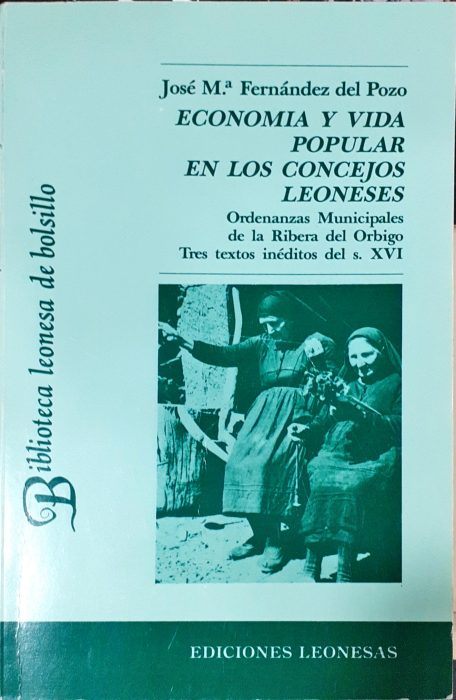 José M.ª Fernández del Pozo
ECONOMIA Y VIDA
POPULAR
EN LOS CONCEJOS
LEONESES
Ordenanzas Municipales
de la Ribera del Orbigo
Tres textos inéditos del s. XVI
Biblioteca leonesa de bolsillo
EDICIONES LEONESAS